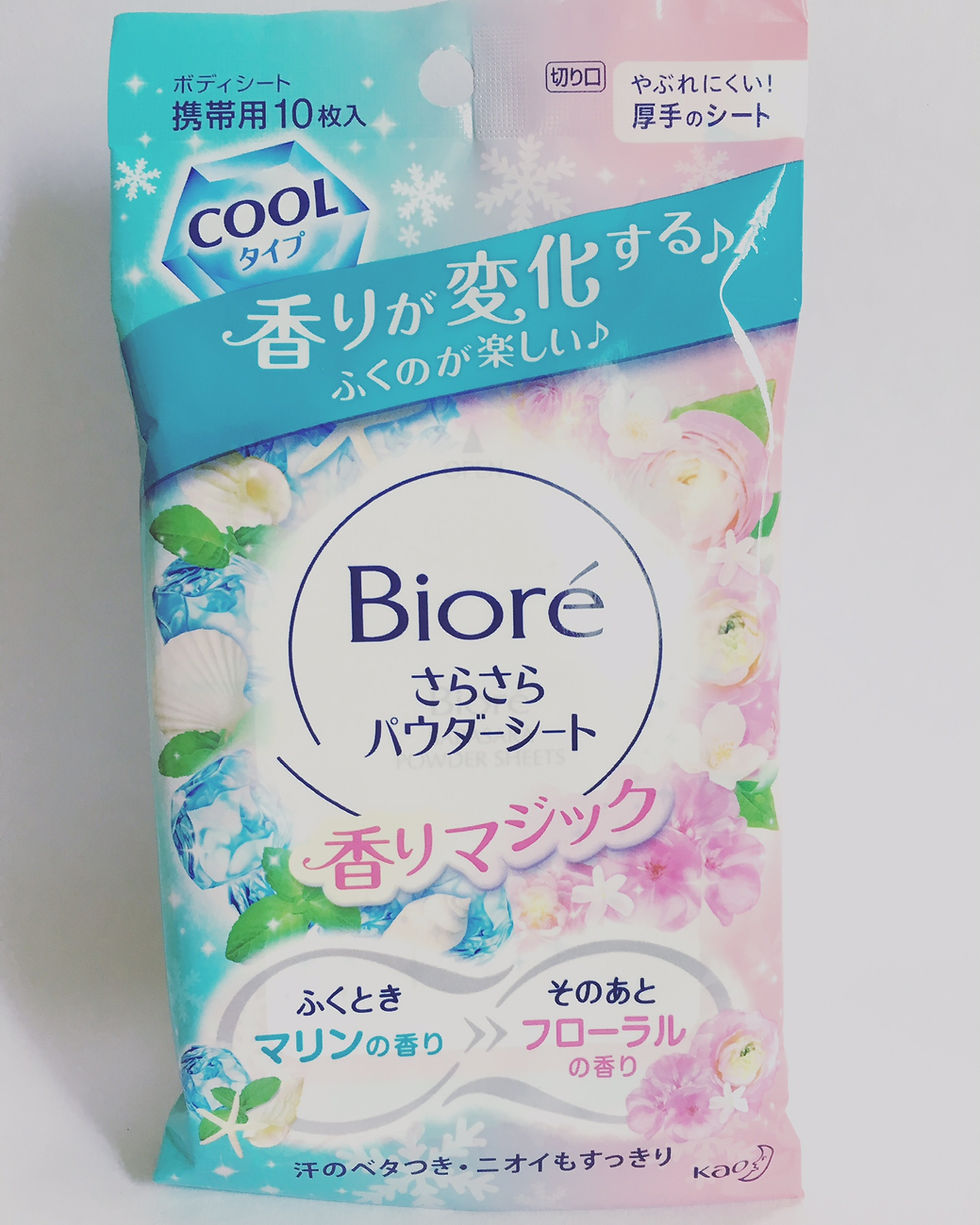 ボディシート
携帯用10枚入
切り口
やぶれにくい!
厚手のシート
COOL
タイプ
香りが変化する♪
ふくのが楽しい♪
Bioré
さらさら
パウダーシート
POWDER SHEETS
香りマジック
ふくとき
マリンの香り
そのあと
フローラル
の香り
汗のベタつき・ニオイもすっきり
Kao